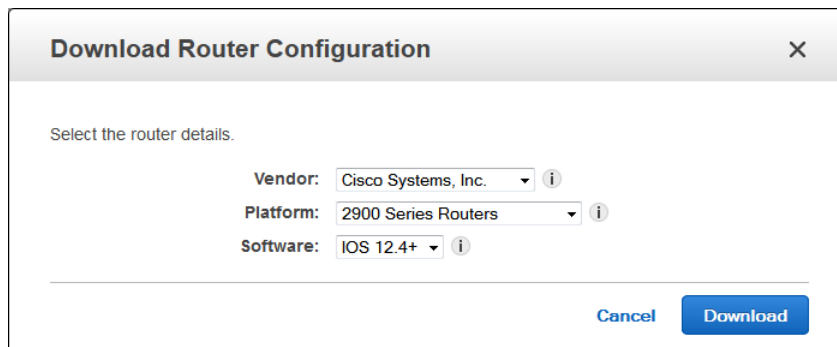 Download Router Configuration
Select the router details.
Vendor: Cisco Systems, Inc.
Platform: 2900 Series Routers
Software: IOS 12.4+
Cancel Download